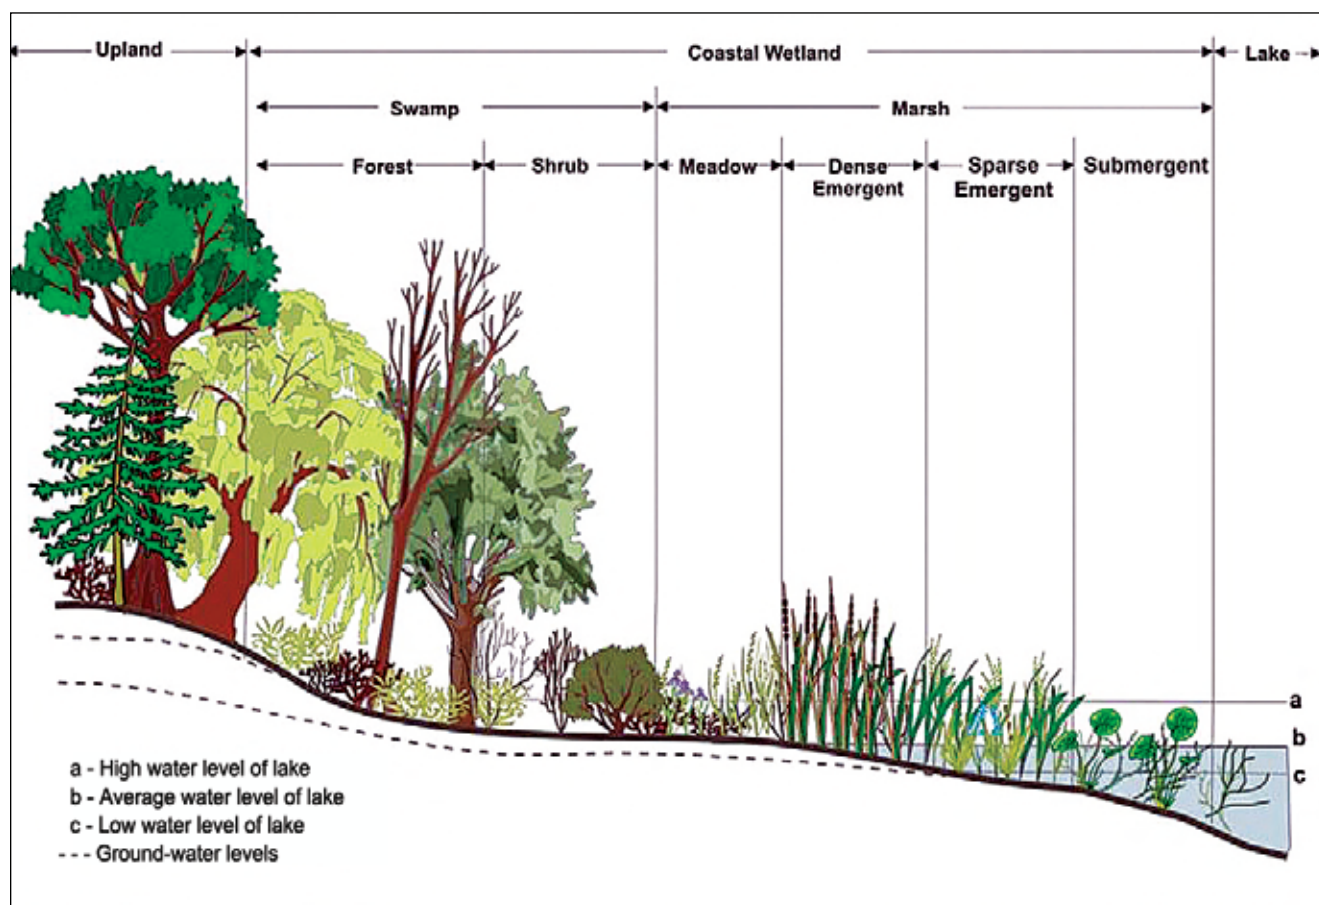 Upland
Coastal Wetland
Lake
Swamp
Marsh
Forest
Shrub
Meadow
Dense
Emergent
Sparse
Emergent
Submergent
a
b
c
a - High water level of lake
b - Average water level of lake
c - Low water level of lake
--- Ground-water levels